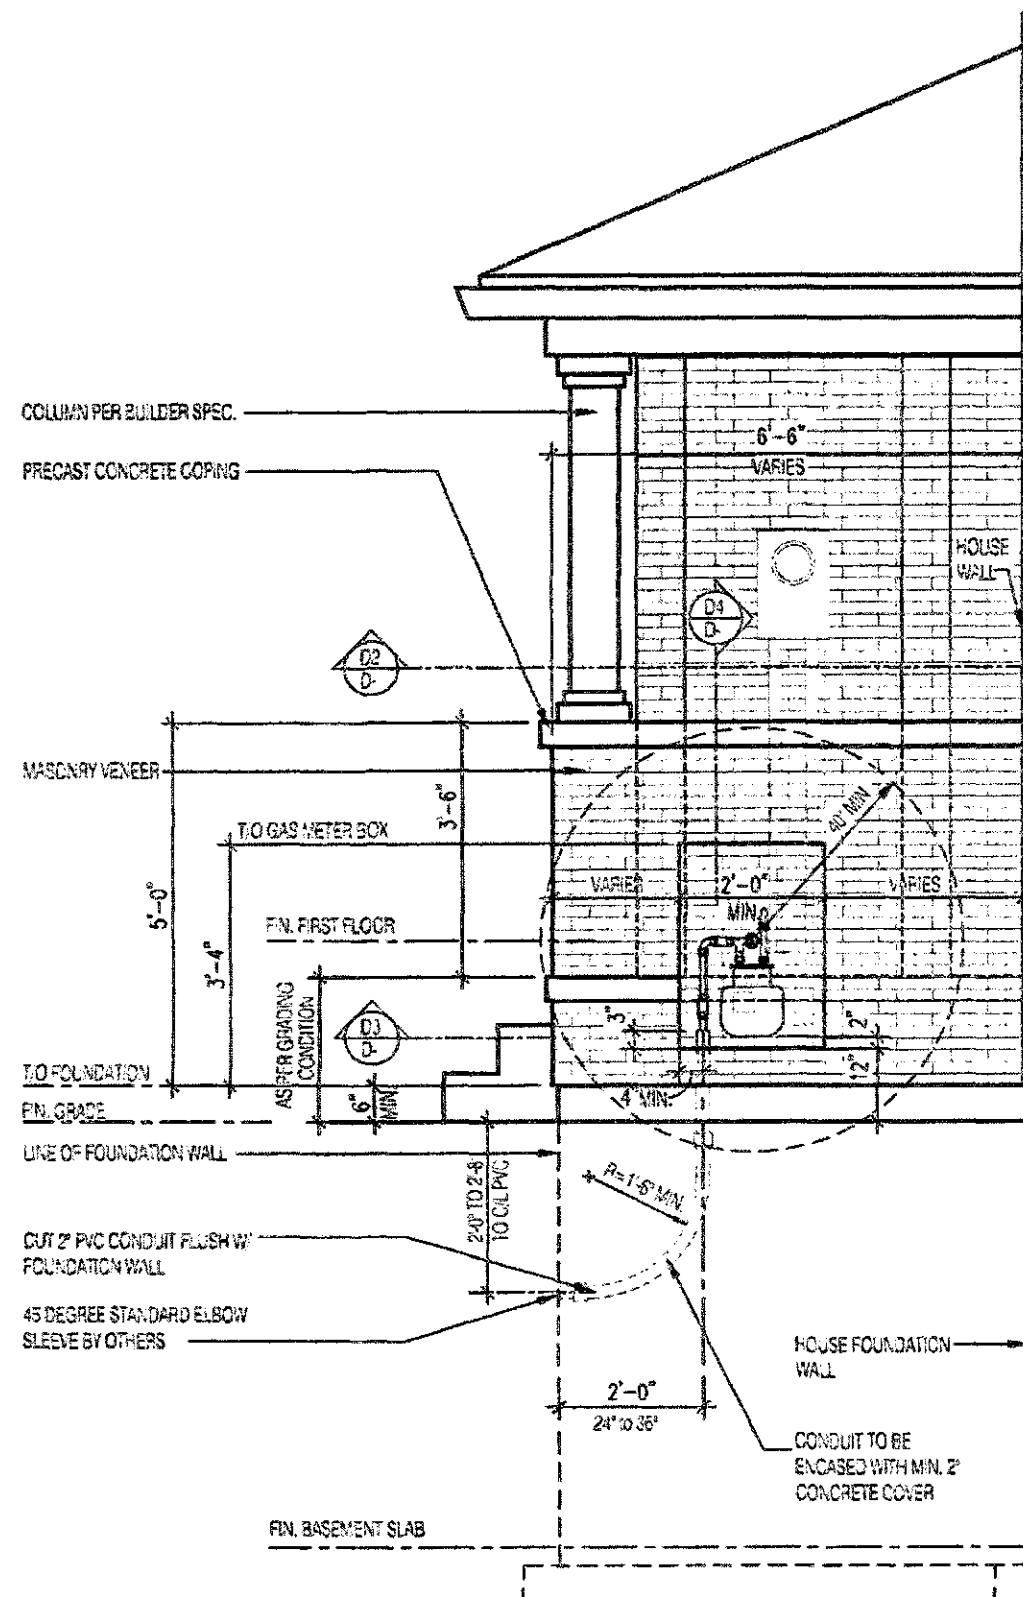 COLUMN PER BUILDER SPEC.
6'-6"
VARIES
PRECAST CONCRETE COPING
HOUSE
WALL
D4
D-
D2
D-
MASONRY VENEER
3'-6"
40" MIN
T/O GAS METER BOX
VARIES
2'-0"
MIN.
VARIES
5'-0"
FIN. FIRST FLOOR
3'-4"
AS PER GRADING
CONDITION
D3
D-
3"
2"
12"
T/O FOUNDATION
6"
MIN.
4" MIN.
FIN. GRADE
LINE OF FOUNDATION WALL
2'-0" TO 2'-8"
TO C/L PVC
R=1'-6" MIN.
CUT 2" PVC CONDUIT FLUSH W/
FOUNDATION WALL
45 DEGREE STANDARD ELBOW
SLEEVE BY OTHERS
HOUSE FOUNDATION
WALL
2'-0"
24" to 36"
CONDUIT TO BE
ENCASED WITH MIN. 2"
CONCRETE COVER
FIN. BASEMENT SLAB